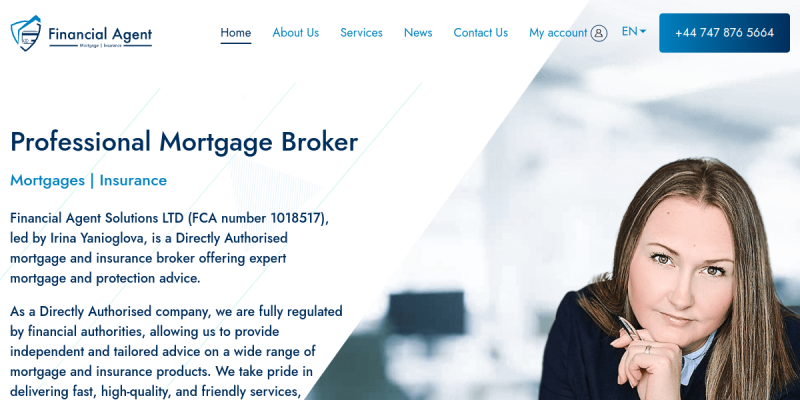 Financial Agent
Mortgage | Insurance
Home
About Us
Services
News
Contact Us
My account
EN
+44 747 876 5664
Professional Mortgage Broker
Mortgages | Insurance
Financial Agent Solutions LTD (FCA number 1018517),
led by Irina Yanioglova, is a Directly Authorised
mortgage and insurance broker offering expert
mortgage and protection advice.
As a Directly Authorised company, we are fully regulated
by financial authorities, allowing us to provide
independent and tailored advice on a wide range of
mortgage and insurance products. We take pride in
delivering fast, high-quality, and friendly services,